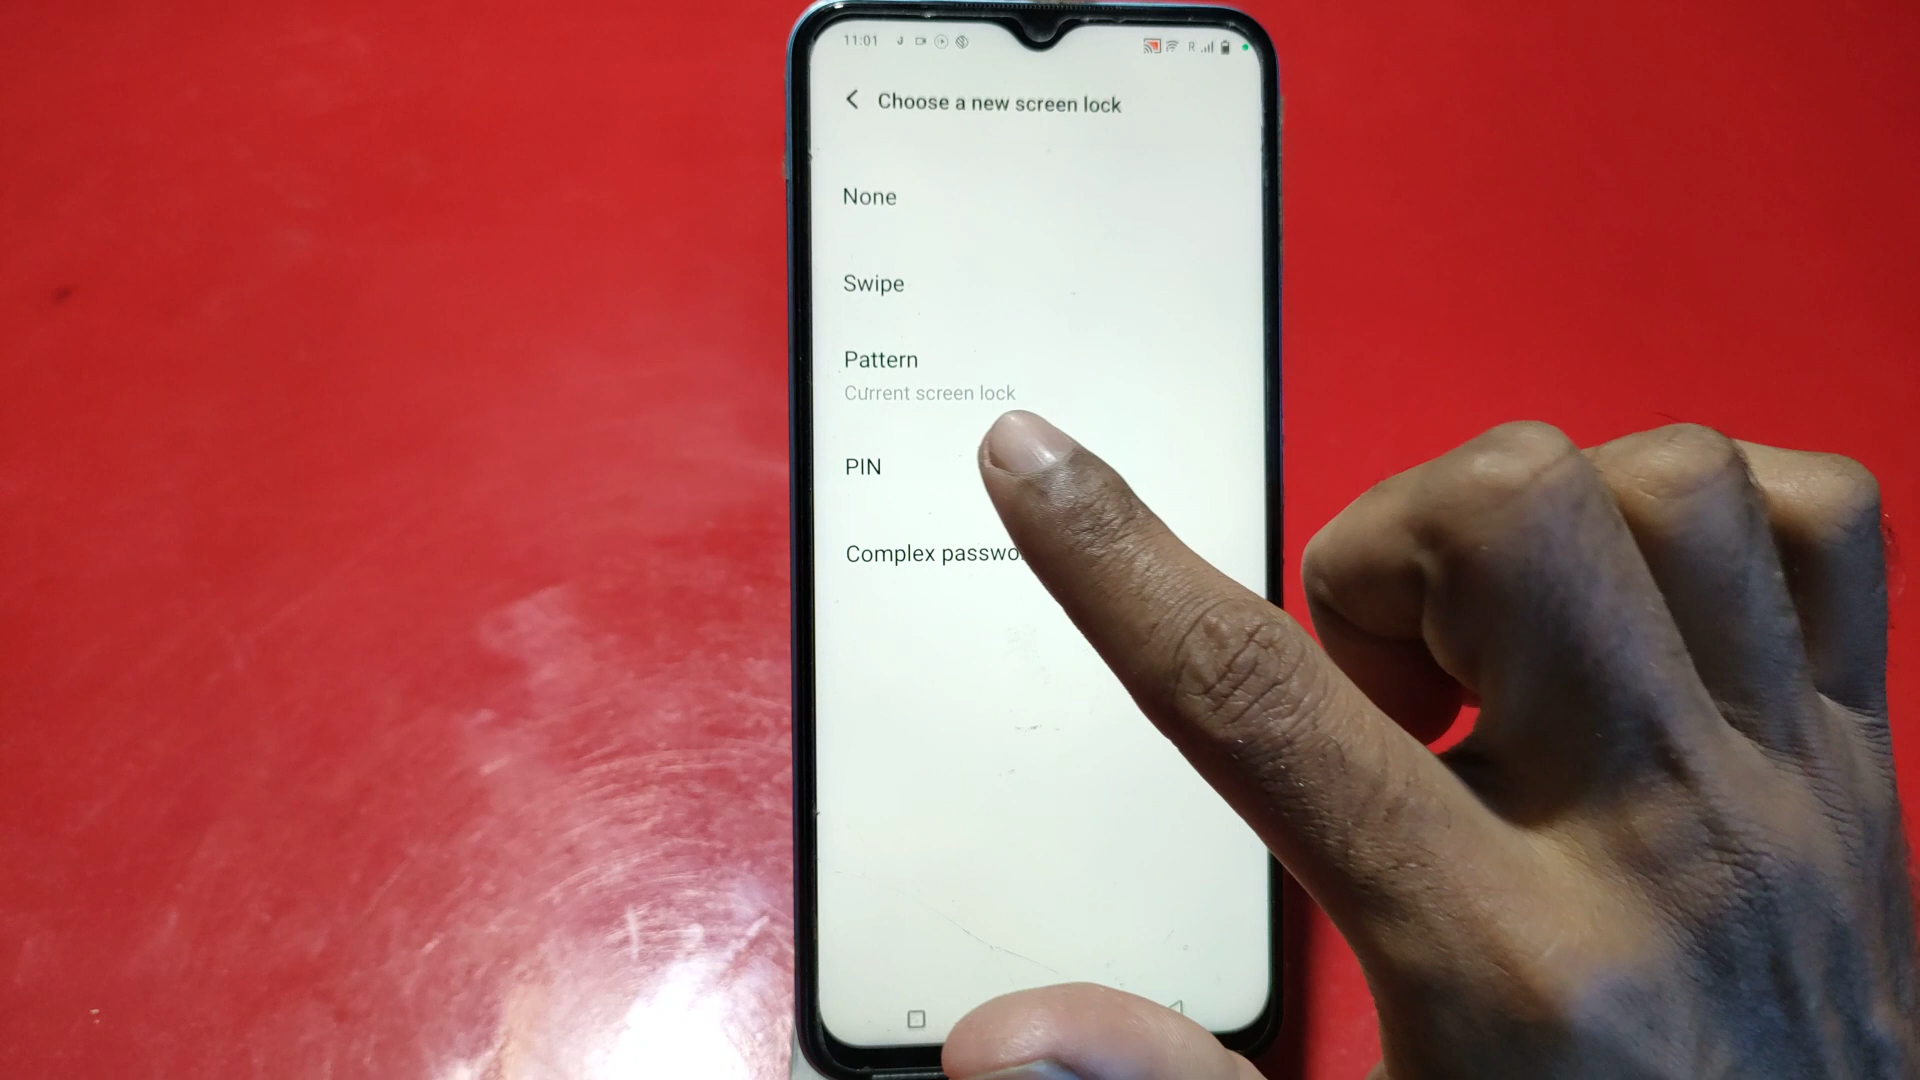 11:01
R
Choose a new screen lock
None
Swipe
Pattern
Current screen lock
PIN
Complex passwo